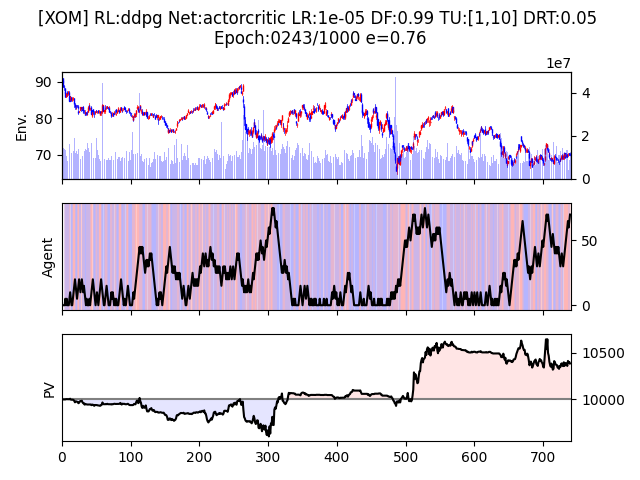 [XOM] RL:ddpg Net:actorcritic LR:1e-05 DF:0.99 TU:[1,10] DRT:0.05
Epoch:0243/1000 e=0.76
1e7
90
80
70
Env.
4
2
0
Agent
50
0
PV
10500
10000
0 100 200 300 400 500 600 700